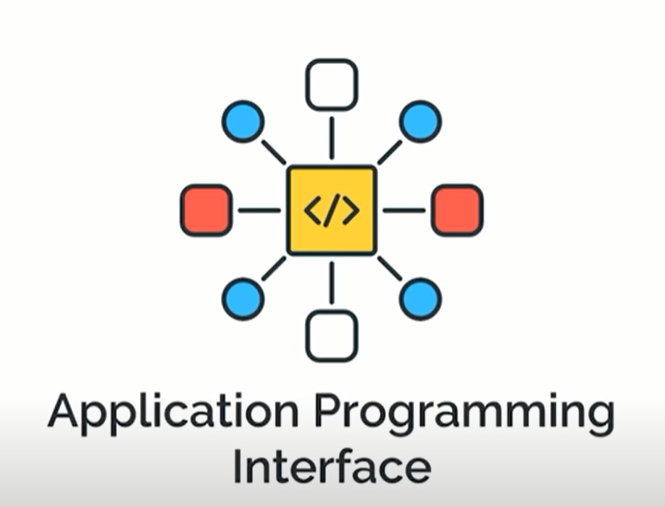 </>
Application Programming
Interface